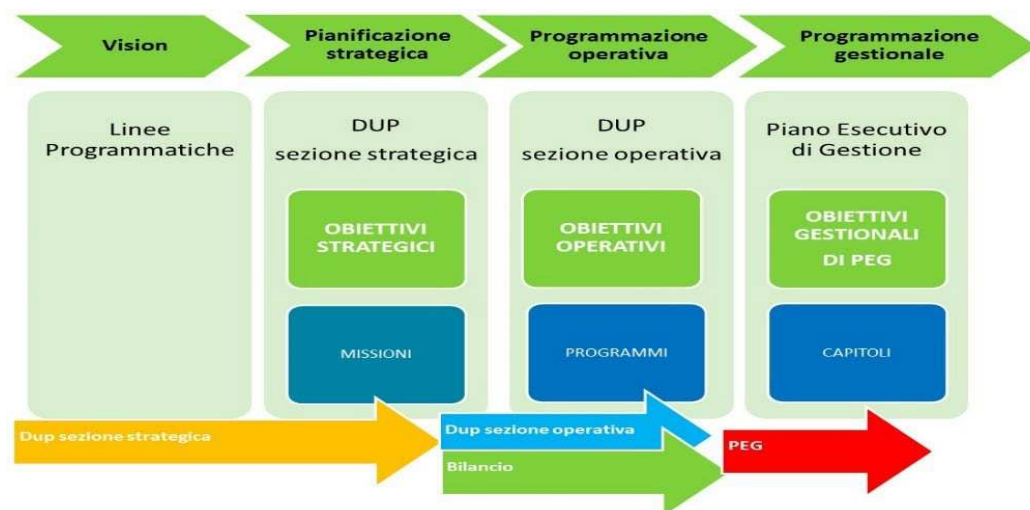 Vision
Pianificazione
strategica
Programmazione
operativa
Programmazione
gestionale
Linee
Programmatiche
DUP
sezione strategica
OBIETTIVI
STRATEGICI
MISSIONI
DUP
sezione operativa
OBIETTIVI
OPERATIVI
PROGRAMMI
Piano Esecutivo
di Gestione
OBIETTIVI
GESTIONALI
DI PEG
CAPITOLI
Dup sezione strategica
Dup sezione operativa
Bilancio
PEG